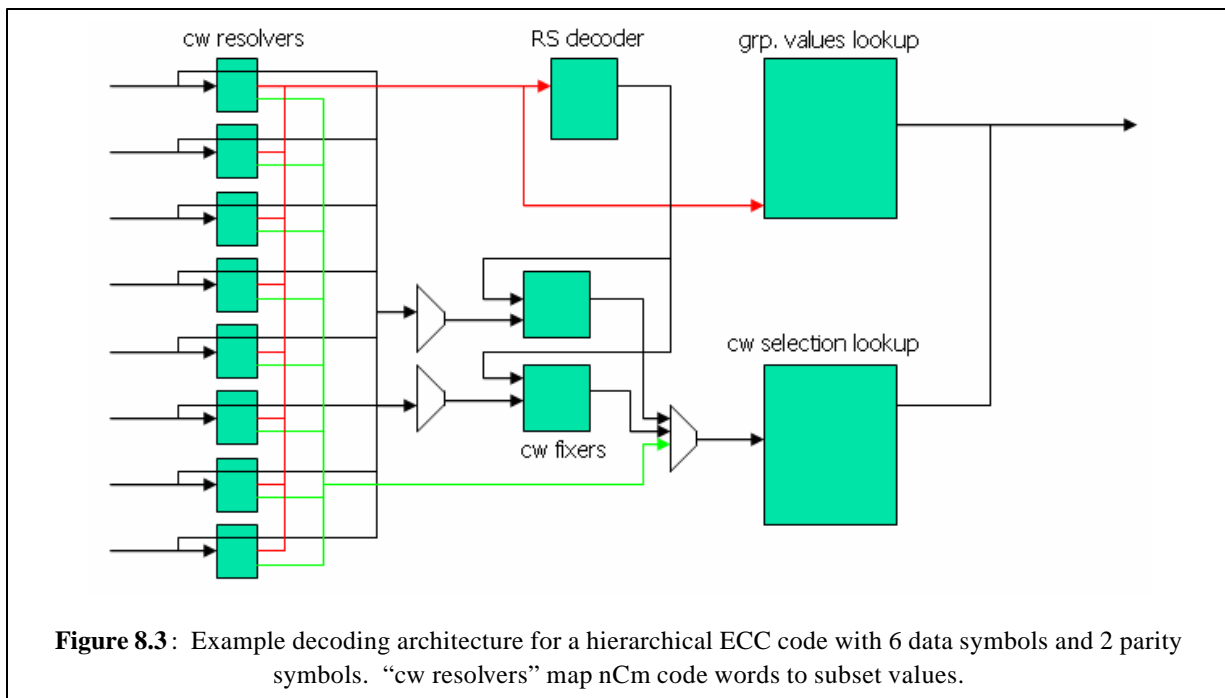 cw resolvers
RS decoder
grp. values lookup
cw selection lookup
cw fixers
Figure 8.3: Example decoding architecture for a hierarchical ECC code with 6 data symbols and 2 parity
symbols. “cw resolvers” map nCm code words to subset values.